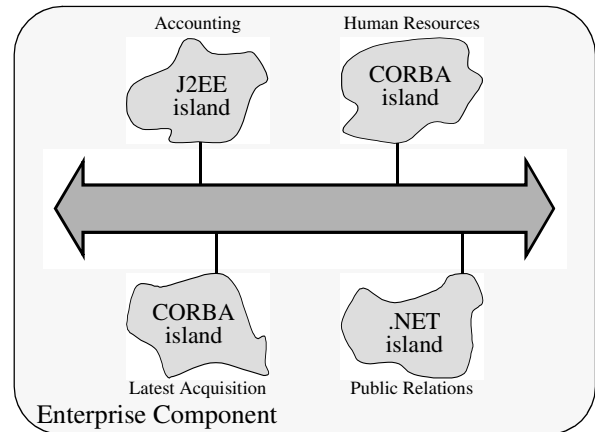 Accounting
Human Resources
J2EE
island
CORBA
island
CORBA
island
.NET
island
Latest Acquisition
Public Relations
Enterprise Component